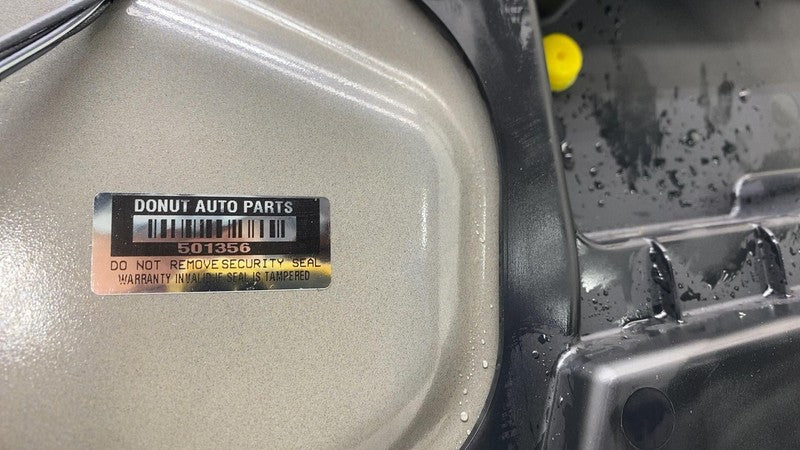 DONUT AUTO PARTS
501356
DO NOT REMOVE SECURITY SEAL
WARRANTY INVALID IF SEAL IS TAMPERED